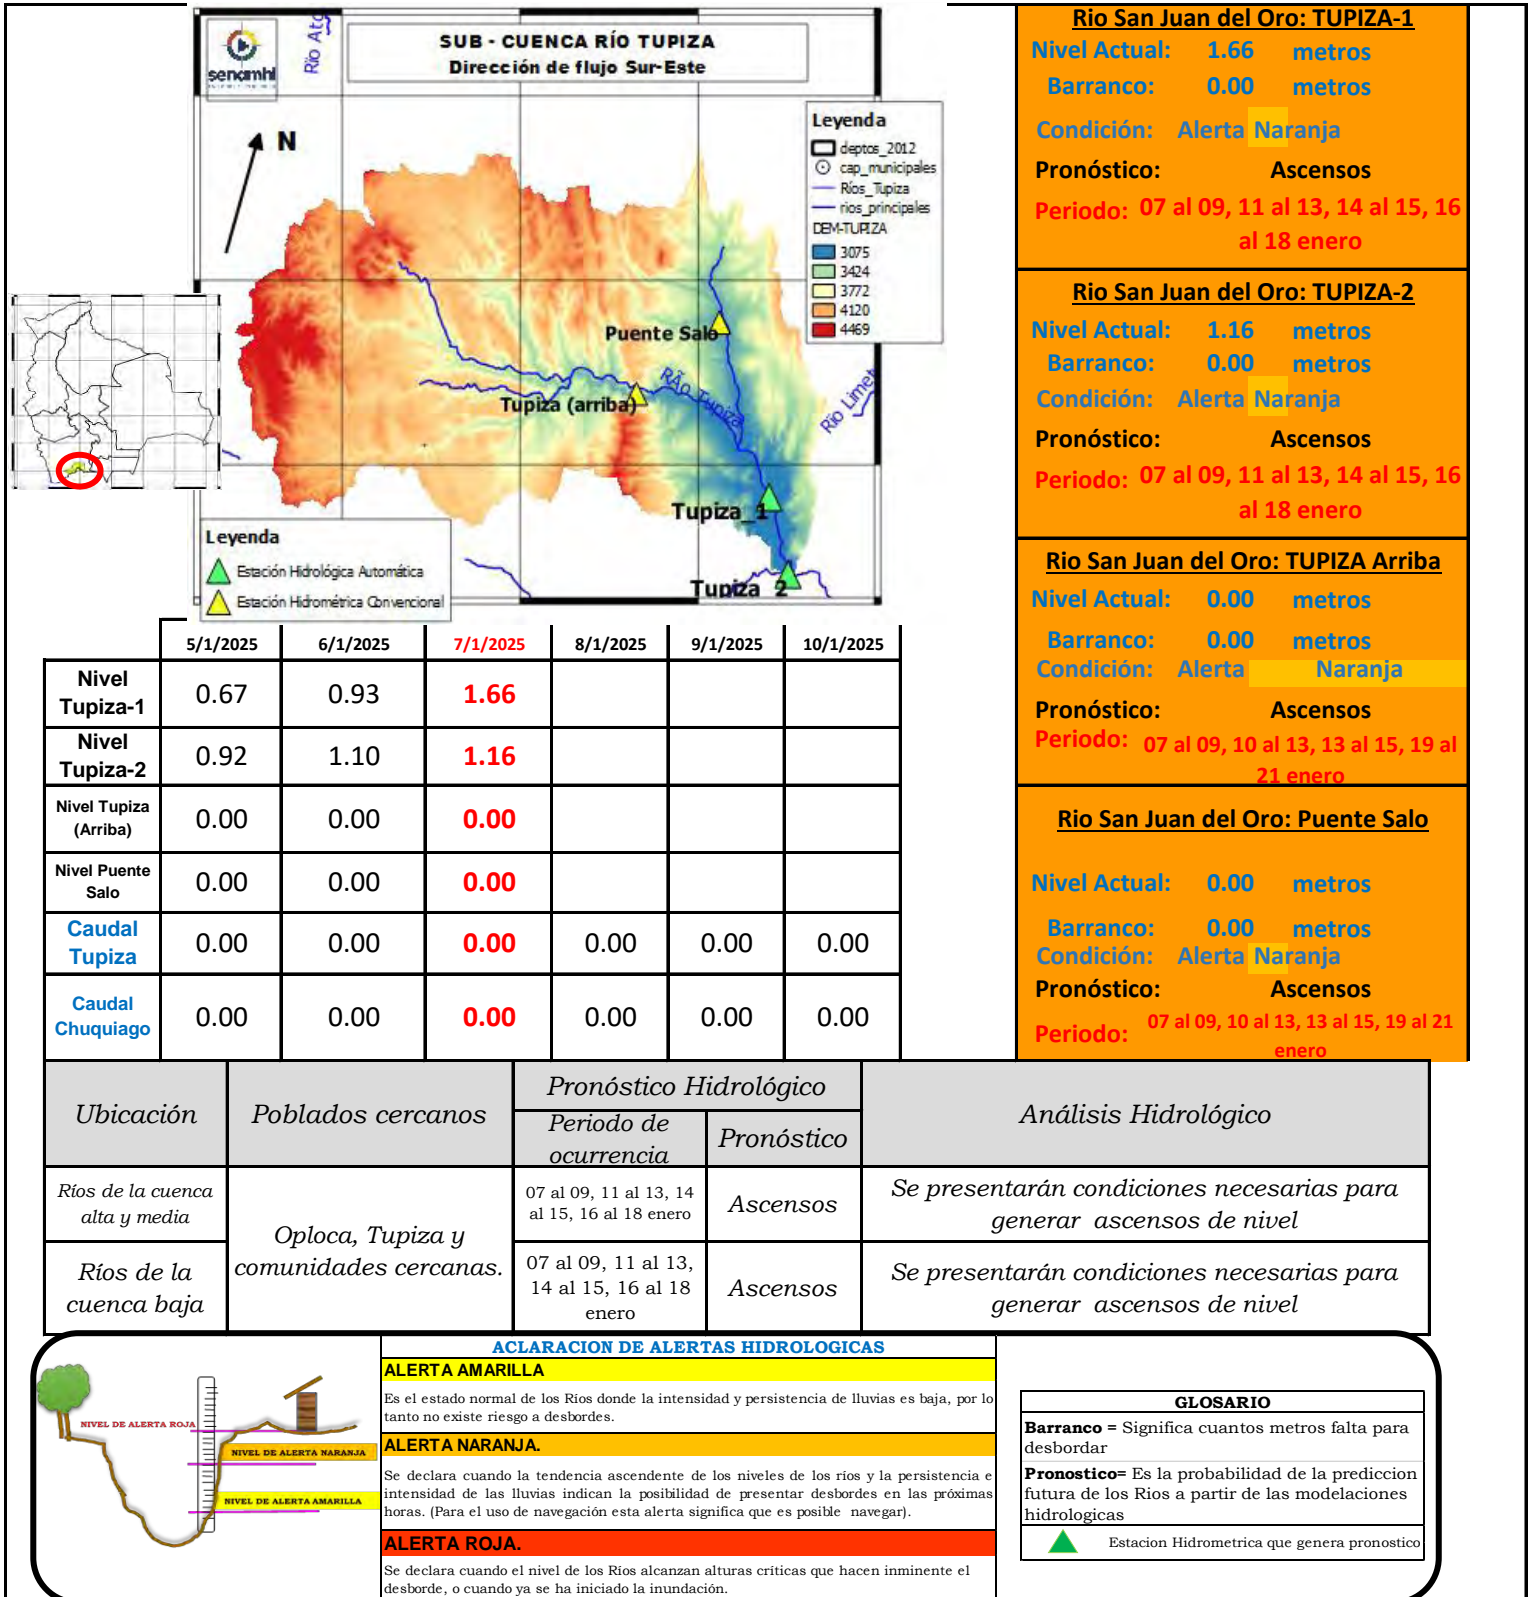 senamhi
Río Ato
SUB - CUENCA RÍO TUPIZA
Dirección de flujo Sur-Este
N
Leyenda
deptos_2012
cap_municipales
Ríos_Tupiza
rios_principales
DEM-TUPIZA
3075
3424
3772
4120
4469
Puente Salo
Tupiza (arriba)
RÃo Tupiza
Rio Limet
Tupiza_1
Tupiza_2
Leyenda
Estación Hidrológica Automática
Estación Hidrométrica Convencional
Rio San Juan del Oro: TUPIZA-1
Nivel Actual: 1.66 metros
Barranco: 0.00 metros
Condición: Alerta Naranja
Pronóstico: Ascensos
Periodo: 07 al 09, 11 al 13, 14 al 15, 16
al 18 enero
Rio San Juan del Oro: TUPIZA-2
Nivel Actual: 1.16 metros
Barranco: 0.00 metros
Condición: Alerta Naranja
Pronóstico: Ascensos
Periodo: 07 al 09, 11 al 13, 14 al 15, 16
al 18 enero
Rio San Juan del Oro: TUPIZA Arriba
Nivel Actual: 0.00 metros
Barranco: 0.00 metros
Condición: Alerta Naranja
Pronóstico: Ascensos
Periodo: 07 al 09, 10 al 13, 13 al 15, 19 al
21 enero
Rio San Juan del Oro: Puente Salo
Nivel Actual: 0.00 metros
Barranco: 0.00 metros
Condición: Alerta Naranja
Pronóstico: Ascensos
Periodo: 07 al 09, 10 al 13, 13 al 15, 19 al 21
enero
5/1/2025 6/1/2025 7/1/2025 8/1/2025 9/1/2025 10/1/2025
Nivel
Tupiza-1 0.67 0.93 1.66
Nivel
Tupiza-2 0.92 1.10 1.16
Nivel Tupiza
(Arriba) 0.00 0.00 0.00
Nivel Puente
Salo 0.00 0.00 0.00
Caudal
Tupiza 0.00 0.00 0.00 0.00 0.00 0.00
Caudal
Chuquiago 0.00 0.00 0.00 0.00 0.00 0.00
Ubicación
Poblados cercanos
Pronóstico Hidrológico
Periodo de
ocurrencia
Pronóstico
Análisis Hidrológico
Ríos de la cuenca
alta y media
Oploca, Tupiza y
comunidades cercanas.
07 al 09, 11 al 13, 14
al 15, 16 al 18 enero
Ascensos
Se presentarán condiciones necesarias para
generar ascensos de nivel
Ríos de la
cuenca baja
07 al 09, 11 al 13,
14 al 15, 16 al 18
enero
Ascensos
Se presentarán condiciones necesarias para
generar ascensos de nivel
NIVEL DE ALERTA ROJA
NIVEL DE ALERTA NARANJA
NIVEL DE ALERTA AMARILLA
ACLARACION DE ALERTAS HIDROLOGICAS
ALERTA AMARILLA
Es el estado normal de los Ríos donde la intensidad y persistencia de lluvias es baja, por lo
tanto no existe riesgo a desbordes.
ALERTA NARANJA.
Se declara cuando la tendencia ascendente de los niveles de los ríos y la persistencia e
intensidad de las lluvias indican la posibilidad de presentar desbordes en las próximas
horas. (Para el uso de navegación esta alerta significa que es posible navegar).
ALERTA ROJA.
Se declara cuando el nivel de los Ríos alcanzan alturas críticas que hacen inminente el
desborde, o cuando ya se ha iniciado la inundación.
GLOSARIO
Barranco = Significa cuantos metros falta para
desbordar
Pronostico= Es la probabilidad de la prediccion
futura de los Rios a partir de las modelaciones
hidrologicas
Estacion Hidrometrica que genera pronostico